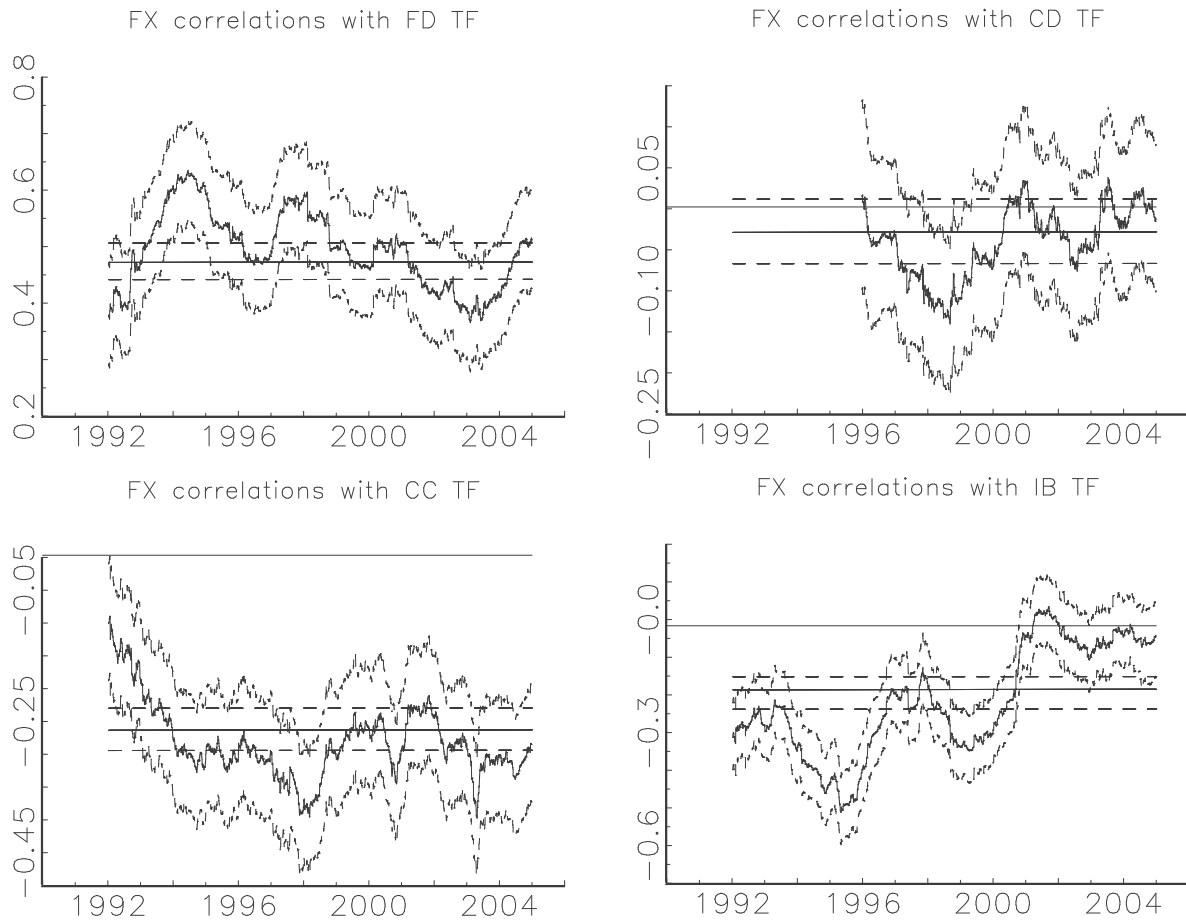 FX correlations with FD TF
0.8
0.6
0.4
0.2
1992 1996 2000 2004
FX correlations with CD TF
0.05
-0.10
-0.25
1992 1996 2000 2004
FX correlations with CC TF
-0.05
-0.25
-0.45
1992 1996 2000 2004
FX correlations with IB TF
-0.0
-0.3
-0.6
1992 1996 2000 2004